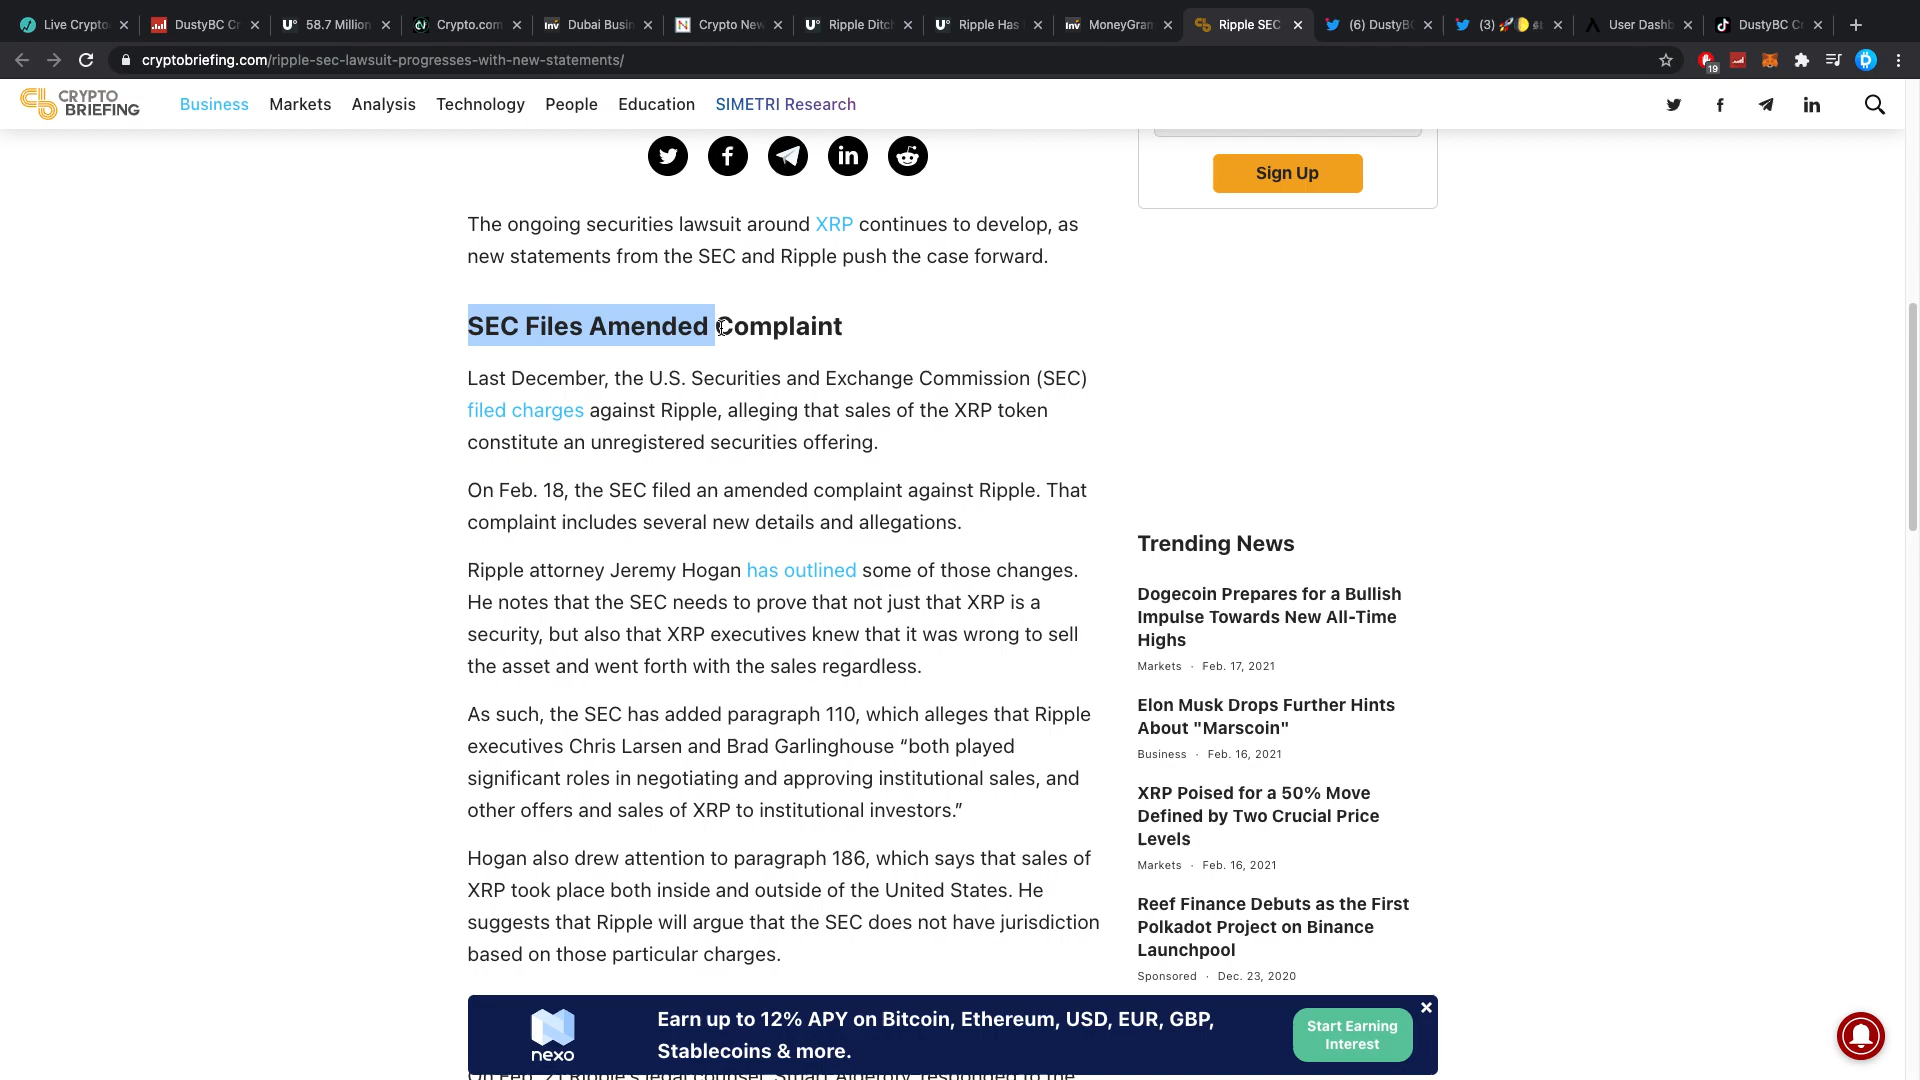 Live Crypto
DustyBC Cr
58.7 Million
Crypto.com
Dubai Busin
Crypto New
Ripple Ditch
Ripple Has
MoneyGram
Ripple SEC
(6) DustyBC
(3) 🚀🌔
User Dashb
DustyBC Cr
cryptobriefing.com/ripple-sec-lawsuit-progresses-with-new-statements/
19
CRYPTO
BRIEFING
Business Markets Analysis Technology People Education SIMETRI Research
Sign Up
The ongoing securities lawsuit around XRP continues to develop, as
new statements from the SEC and Ripple push the case forward.
SEC Files Amended Complaint
Last December, the U.S. Securities and Exchange Commission (SEC)
filed charges against Ripple, alleging that sales of the XRP token
constitute an unregistered securities offering.
On Feb. 18, the SEC filed an amended complaint against Ripple. That
complaint includes several new details and allegations.
Ripple attorney Jeremy Hogan has outlined some of those changes.
He notes that the SEC needs to prove that not just that XRP is a
security, but also that XRP executives knew that it was wrong to sell
the asset and went forth with the sales regardless.
As such, the SEC has added paragraph 110, which alleges that Ripple
executives Chris Larsen and Brad Garlinghouse “both played
significant roles in negotiating and approving institutional sales, and
other offers and sales of XRP to institutional investors.”
Hogan also drew attention to paragraph 186, which says that sales of
XRP took place both inside and outside of the United States. He
suggests that Ripple will argue that the SEC does not have jurisdiction
based on those particular charges.
Trending News
Dogecoin Prepares for a Bullish
Impulse Towards New All-Time
Highs
Markets · Feb. 17, 2021
Elon Musk Drops Further Hints
About "Marscoin"
Business · Feb. 16, 2021
XRP Poised for a 50% Move
Defined by Two Crucial Price
Levels
Markets · Feb. 16, 2021
Reef Finance Debuts as the First
Polkadot Project on Binance
Launchpool
Sponsored · Dec. 23, 2020
nexo
Earn up to 12% APY on Bitcoin, Ethereum, USD, EUR, GBP,
Stablecoins & more.
Start Earning
Interest
On Feb. 21 Ripple's legal counsel, Stuart Alderoty, responded to the